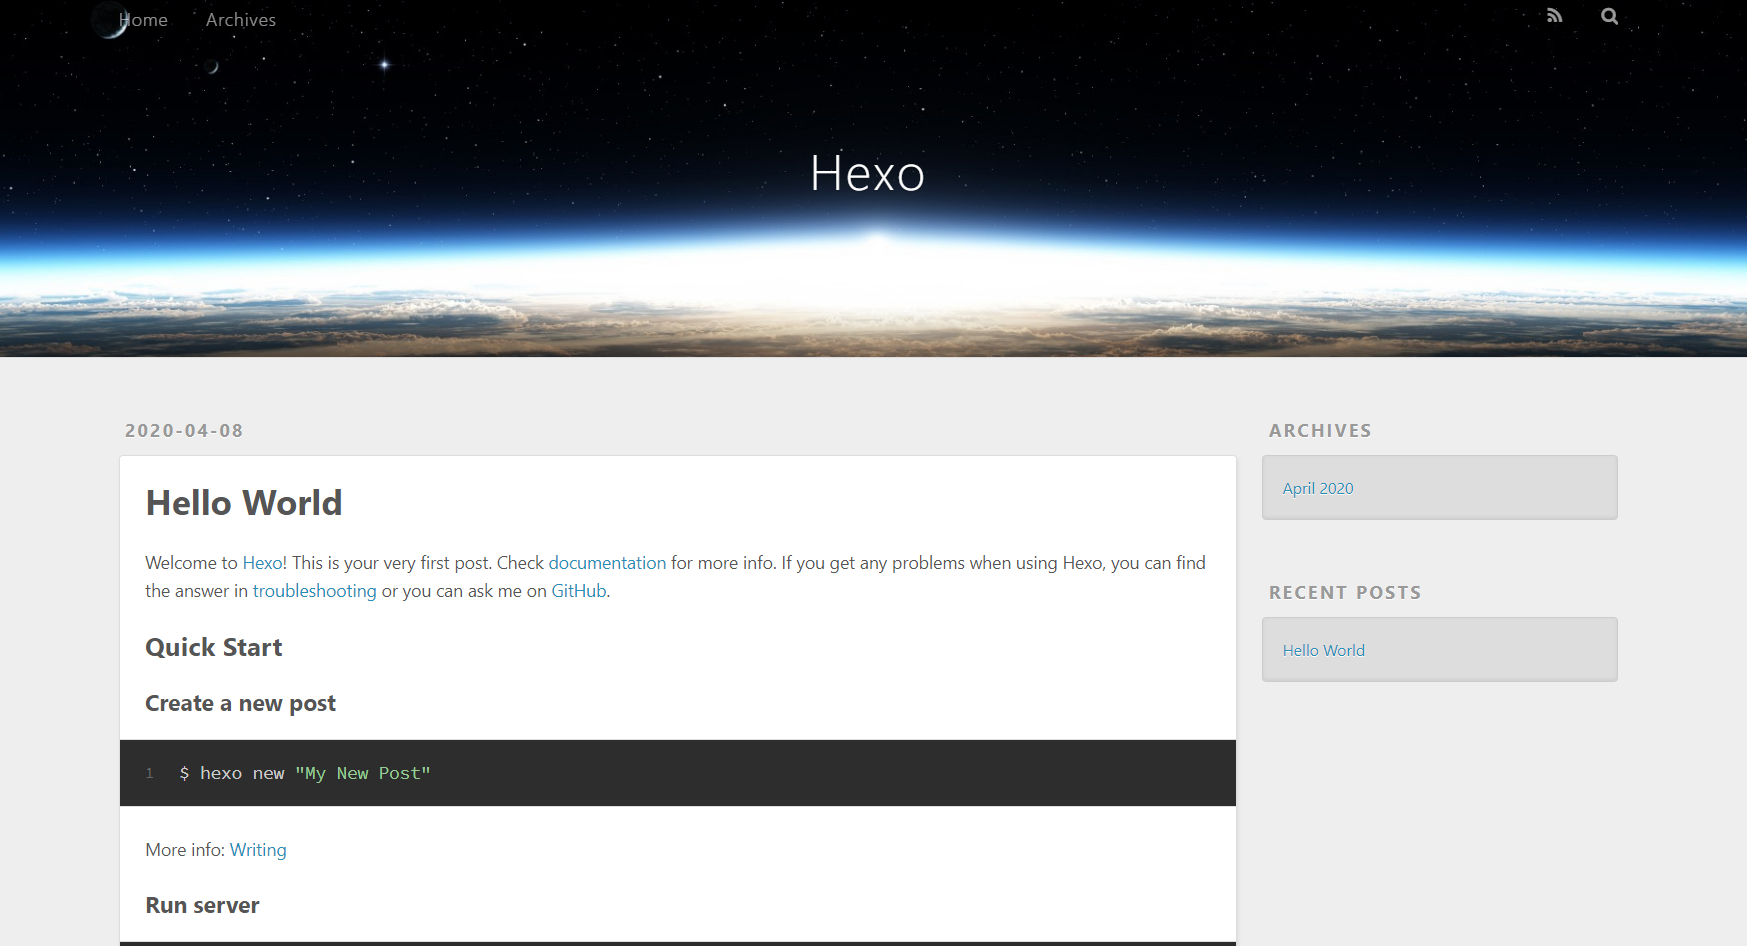 Home Archives
Hexo
2020-04-08
Hello World
Welcome to Hexo! This is your very first post. Check documentation for more info. If you get any problems when using Hexo, you can find
the answer in troubleshooting or you can ask me on GitHub.
Quick Start
Create a new post
1 $ hexo new "My New Post"
More info: Writing
Run server
ARCHIVES
April 2020
RECENT POSTS
Hello World